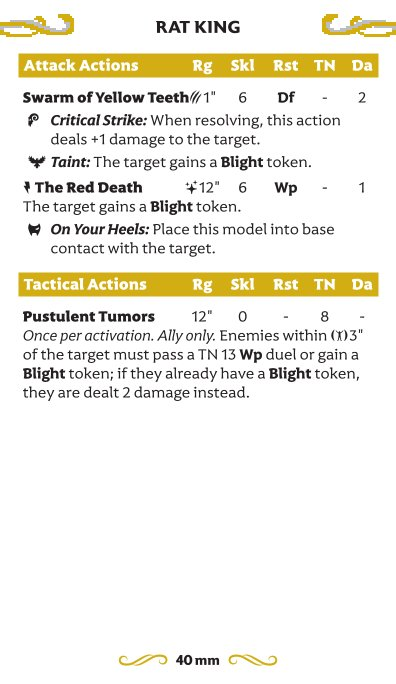 RAT KING
Attack Actions Rg Skl Rst TN Da
Swarm of Yellow Teeth 1" 6 Df - 2
Critical Strike: When resolving, this action
deals +1 damage to the target.
Taint: The target gains a Blight token.
The Red Death 12" 6 Wp - 1
The target gains a Blight token.
On Your Heels: Place this model into base
contact with the target.
Tactical Actions Rg Skl Rst TN Da
Pustulent Tumors 12" 0 - 8 -
Once per activation. Ally only. Enemies within 3"
of the target must pass a TN 13 Wp duel or gain a
Blight token; if they already have a Blight token,
they are dealt 2 damage instead.
40 mm